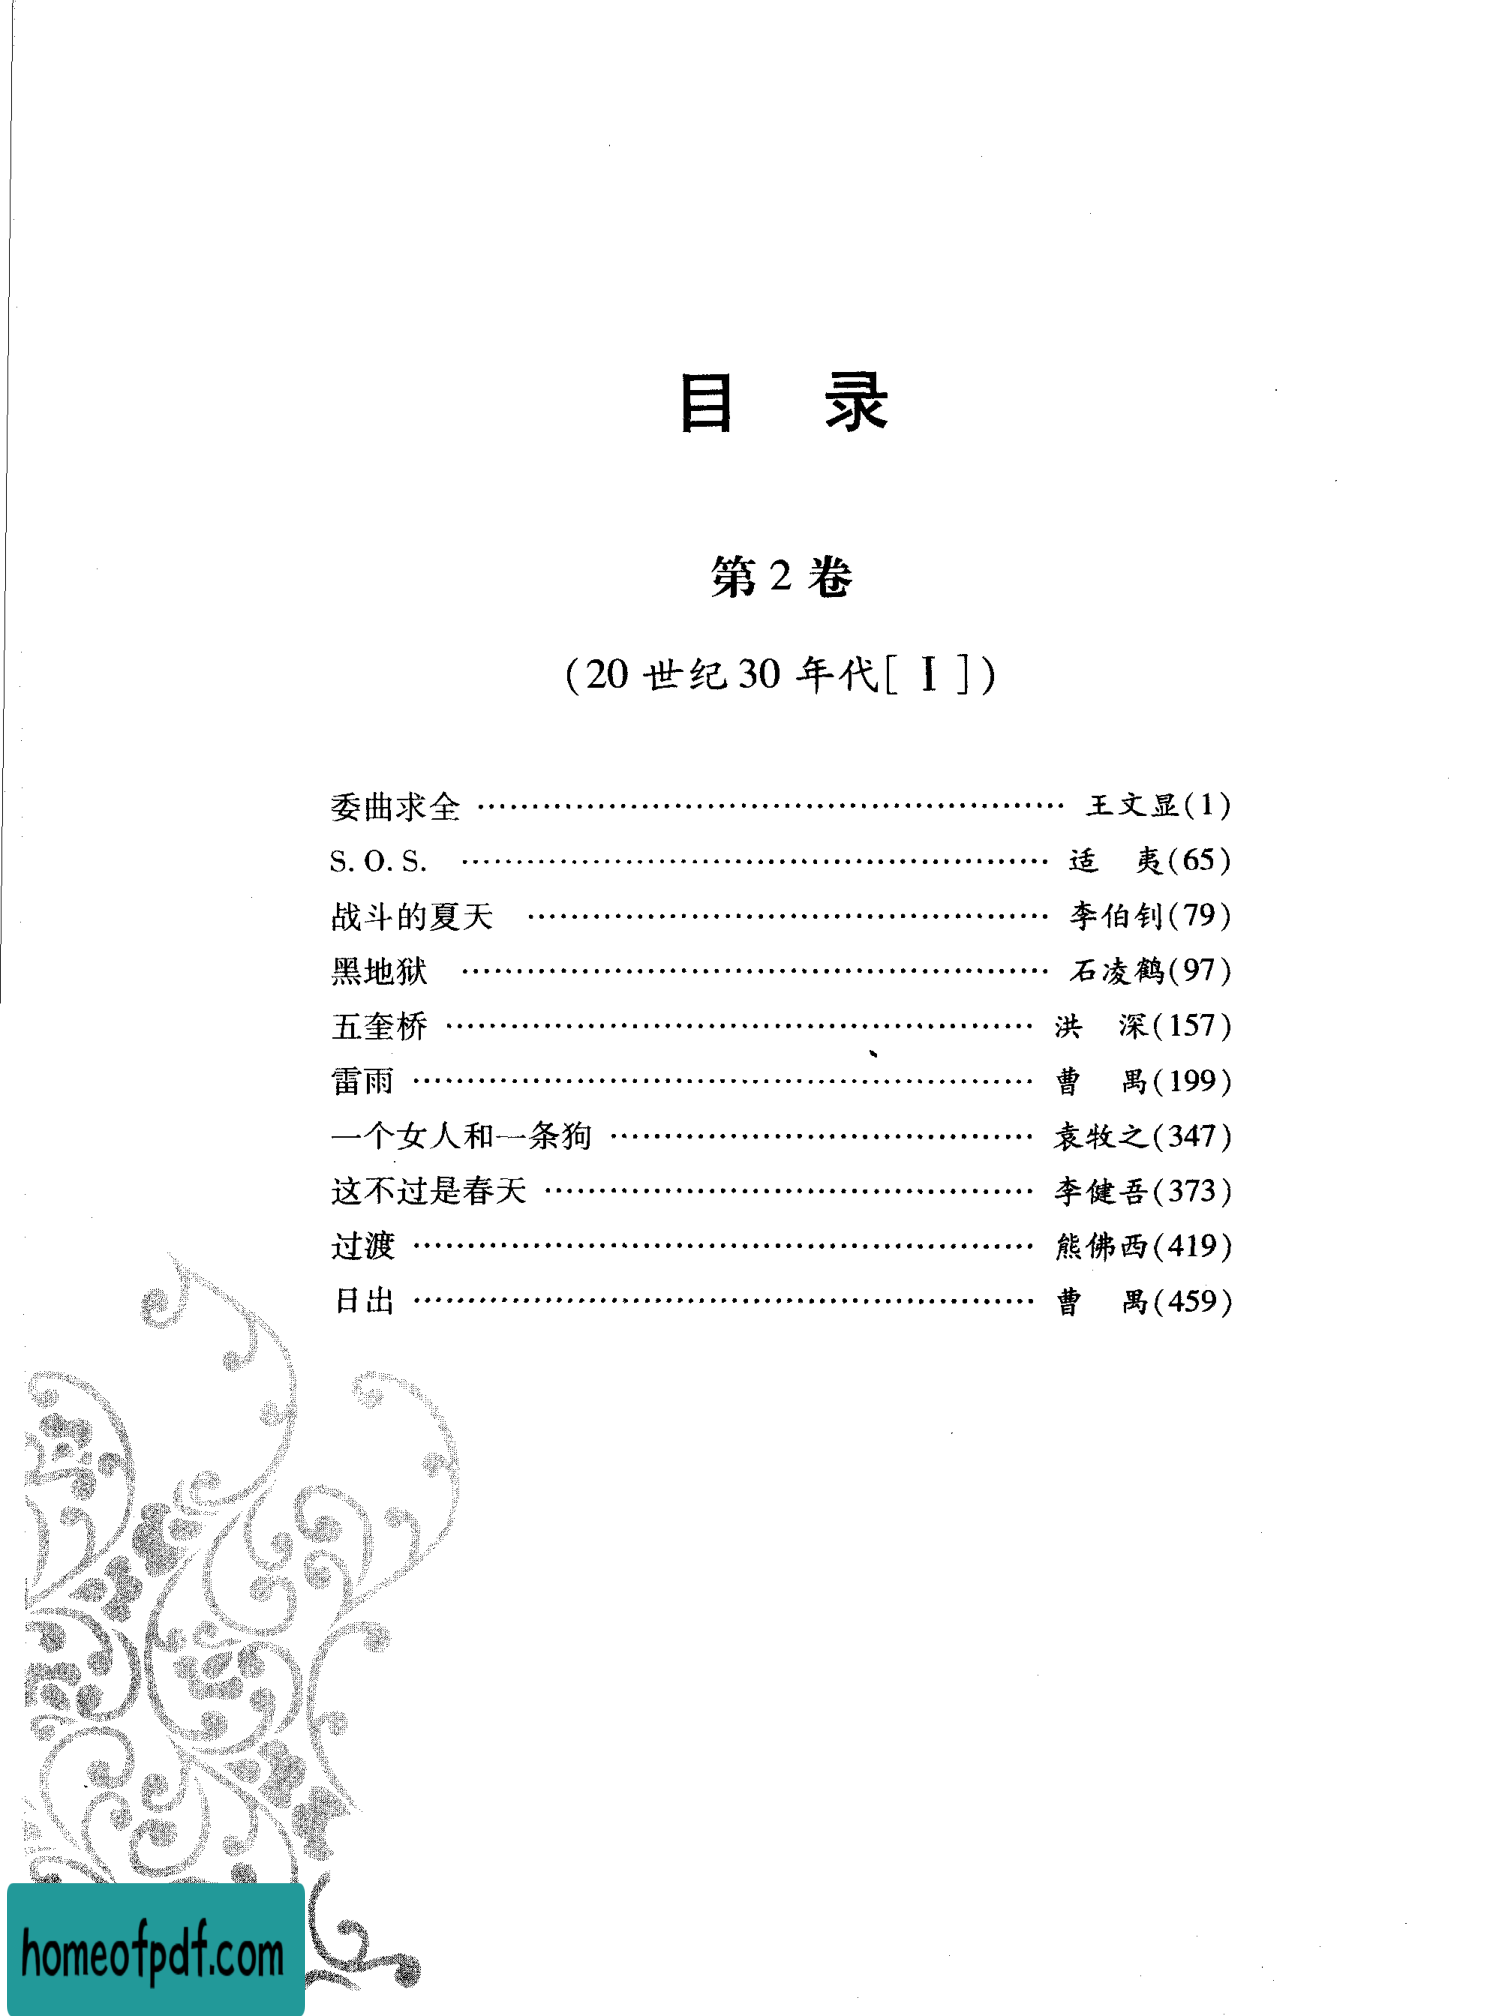 目 录
第 2 卷
(20 世纪 30 年代[ Ⅰ ])
委曲求全 …………………………………………… 王文显(1)
S. O. S. …………………………………………… 适 夷(65)
战斗的夏天 ……………………………………… 李伯钊(79)
黑地狱 …………………………………………… 石凌鹤(97)
五奎桥 …………………………………………… 洪 深(157)
雷雨 ……………………………………………… 曹 禺(199)
一个女人和一条狗 ……………………………… 袁牧之(347)
这不过是春天 …………………………………… 李健吾(373)
过渡 ……………………………………………… 熊佛西(419)
日出 ……………………………………………… 曹 禺(459)
homeofpdf.com